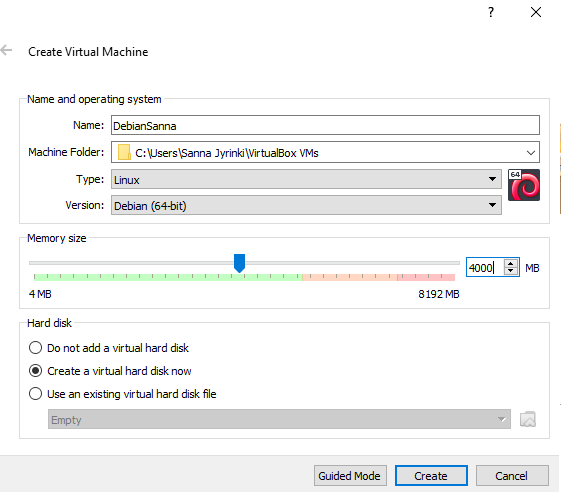 ?
Create Virtual Machine
Name and operating system
Name: DebianSanna
Machine Folder: C:\Users\Sanna Jyrinki\VirtualBox VMs
Type: Linux
64
Version: Debian (64-bit)
Memory size
4000 MB
4 MB 8192 MB
Hard disk
Do not add a virtual hard disk
Create a virtual hard disk now
Use an existing virtual hard disk file
Empty
Guided Mode Create Cancel